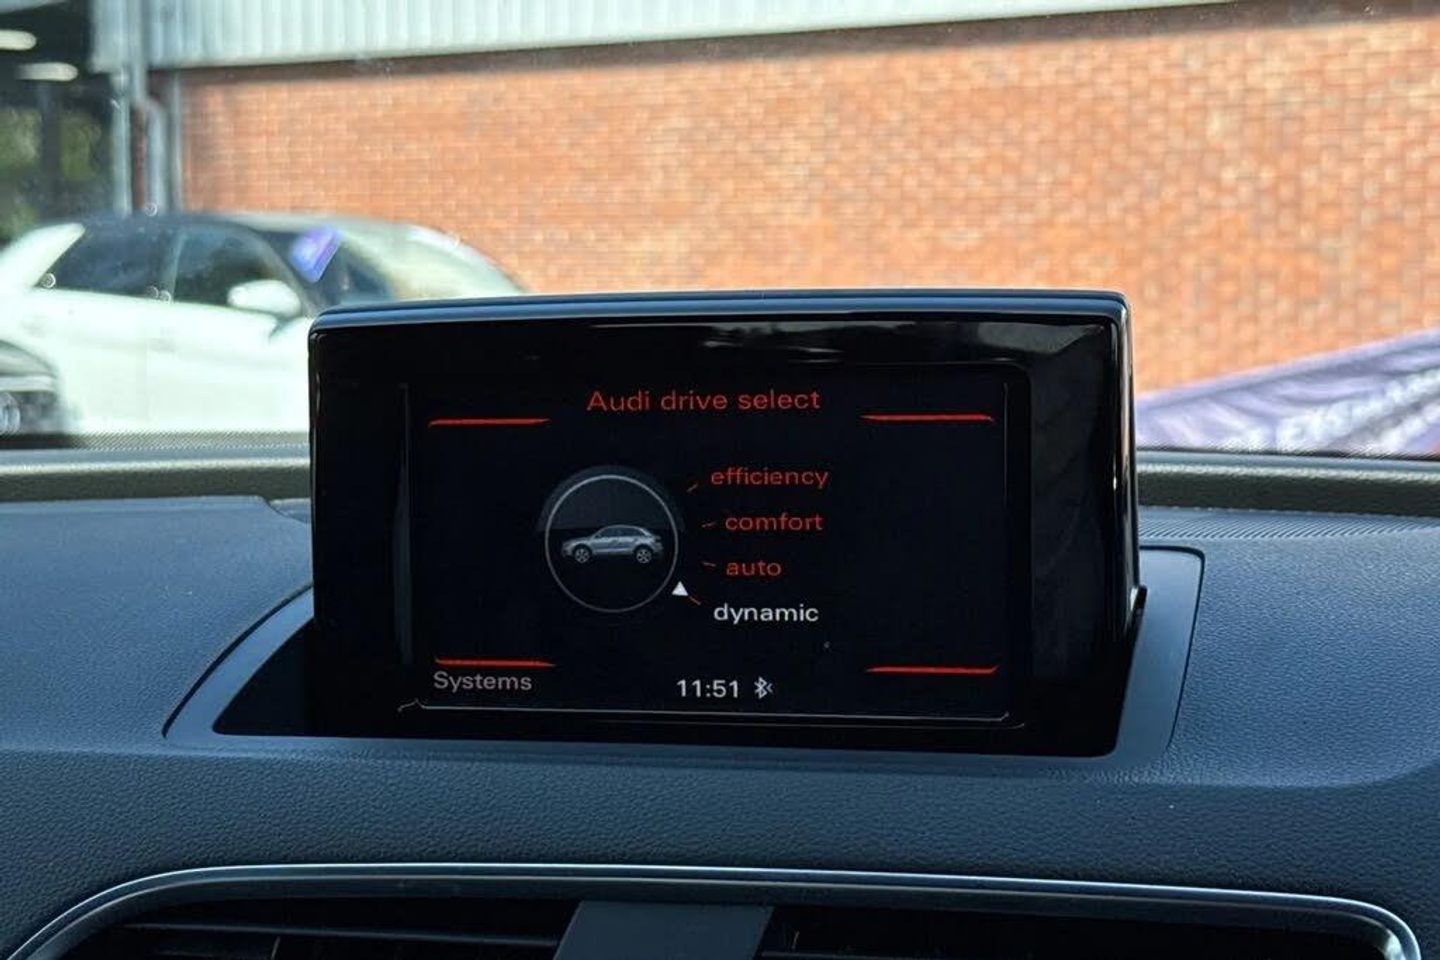 Audi drive select
efficiency
comfort
auto
dynamic
Systems
11:51